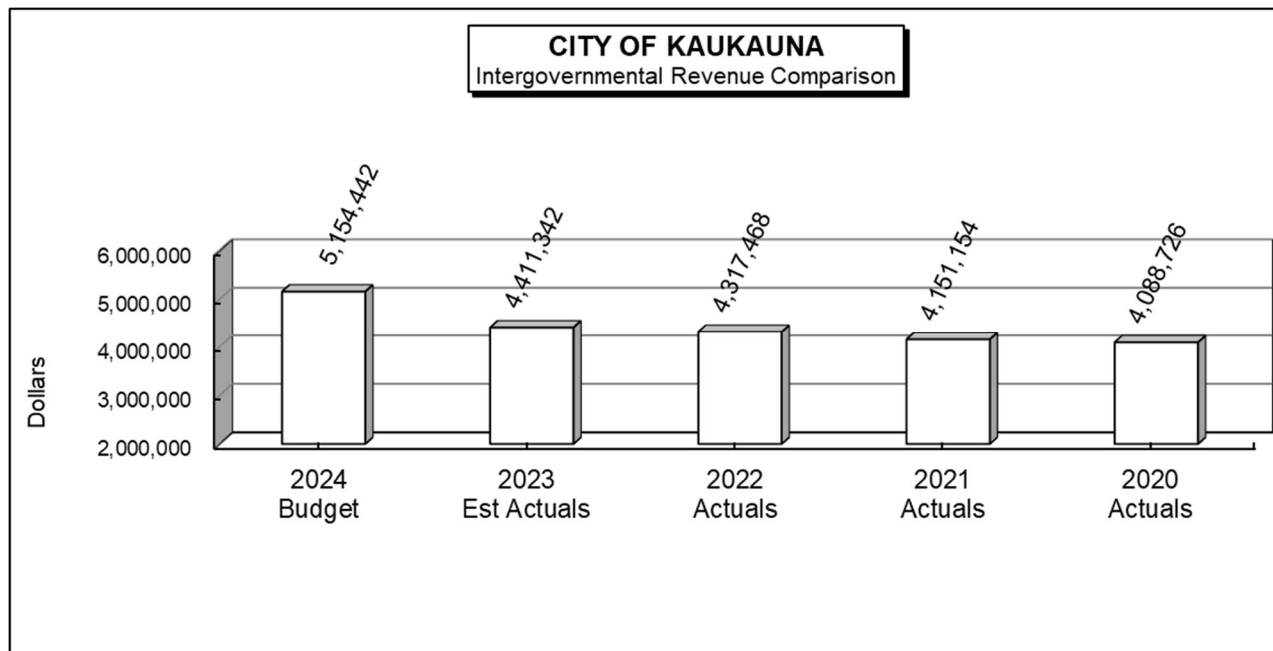 CITY OF KAUKAUNA
Intergovernmental Revenue Comparison
5,154,442
4,411,342
4,317,468
4,151,154
4,088,726
6,000,000
5,000,000
4,000,000
3,000,000
2,000,000
Dollars
2024
Budget
2023
Est Actuals
2022
Actuals
2021
Actuals
2020
Actuals